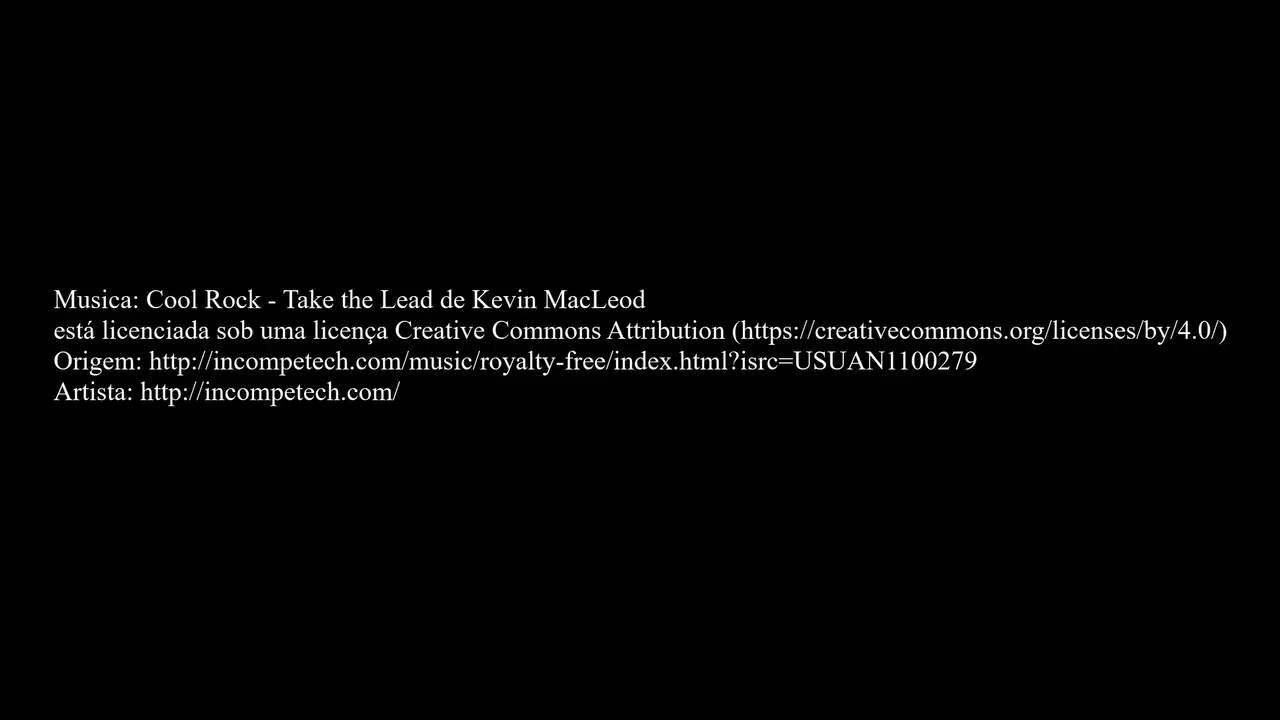 Musica: Cool Rock - Take the Lead de Kevin MacLeod
está licenciada sob uma licença Creative Commons Attribution (https://creativecommons.org/licenses/by/4.0/)
Origem: http://incompetech.com/music/royalty-free/index.html?isrc=USUAN1100279
Artista: http://incompetech.com/